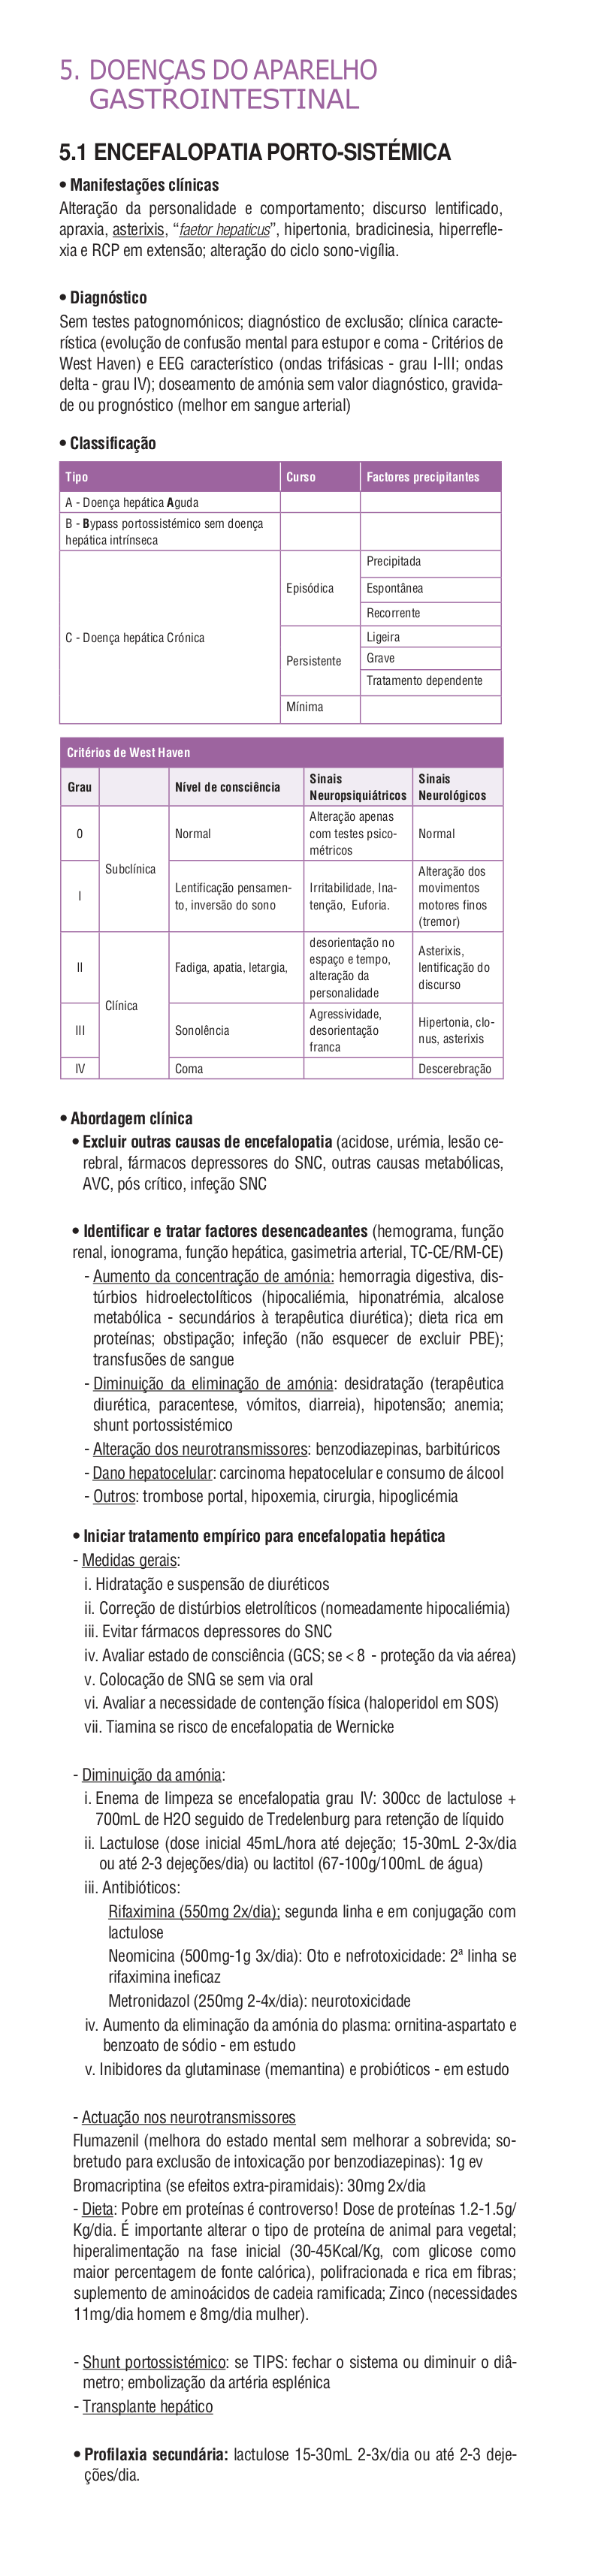 5. DOENÇAS DO APARELHO
GASTROINTESTINAL
5.1 ENCEFALOPATIA PORTO-SISTÉMICA
• Manifestações clínicas
Alteração da personalidade e comportamento; discurso lentificado,
apraxia, asterixis, “faetor hepaticus”, hipertonia, bradicinesia, hiperrefle-
xia e RCP em extensão; alteração do ciclo sono-vigília.
• Diagnóstico
Sem testes patognomónicos; diagnóstico de exclusão; clínica caracte-
rística (evolução de confusão mental para estupor e coma - Critérios de
West Haven) e EEG característico (ondas trifásicas - grau I-III; ondas
delta - grau IV); doseamento de amónia sem valor diagnóstico, gravida-
de ou prognóstico (melhor em sangue arterial)
• Classificação
Tipo Curso Factores precipitantes
A - Doença hepática Aguda
B - Bypass portossistémico sem doença
hepática intrínseca
C - Doença hepática Crónica
Episódica
Precipitada
Espontânea
Recorrente
Persistente
Ligeira
Grave
Tratamento dependente
Mínima
Critérios de West Haven
Grau Nível de consciência Sinais Neuropsiquiátricos Sinais Neurológicos
0
Subclínica
Normal
Alteração apenas
com testes psico-
métricos
Normal
I
Lentificação pensamen-
to, inversão do sono
Irritabilidade, Ina-
tenção, Euforia.
Alteração dos
movimentos
motores finos
(tremor)
II
Clínica
Fadiga, apatia, letargia,
desorientação no
espaço e tempo,
alteração da
personalidade
Asterixis,
lentificação do
discurso
III
Sonolência
Agressividade,
desorientação
franca
Hipertonia, clo-
nus, asterixis
IV Coma Descerebração
• Abordagem clínica
• Excluir outras causas de encefalopatia (acidose, urémia, lesão ce-
rebral, fármacos depressores do SNC, outras causas metabólicas,
AVC, pós crítico, infeção SNC
• Identificar e tratar factores desencadeantes (hemograma, função
renal, ionograma, função hepática, gasimetria arterial, TC-CE/RM-CE)
- Aumento da concentração de amónia: hemorragia digestiva, dis-
túrbios hidroelectolíticos (hipocaliémia, hiponatrémia, alcalose
metabólica - secundários à terapêutica diurética); dieta rica em
proteínas; obstipação; infeção (não esquecer de excluir PBE);
transfusões de sangue
- Diminuição da eliminação de amónia: desidratação (terapêutica
diurética, paracentese, vómitos, diarreia), hipotensão; anemia;
shunt portossistémico
- Alteração dos neurotransmissores: benzodiazepinas, barbitúricos
- Dano hepatocelular: carcinoma hepatocelular e consumo de álcool
- Outros: trombose portal, hipoxemia, cirurgia, hipoglicémia
• Iniciar tratamento empírico para encefalopatia hepática
- Medidas gerais:
i. Hidratação e suspensão de diuréticos
ii. Correção de distúrbios eletrolíticos (nomeadamente hipocaliémia)
iii. Evitar fármacos depressores do SNC
iv. Avaliar estado de consciência (GCS; se < 8 - proteção da via aérea)
v. Colocação de SNG se sem via oral
vi. Avaliar a necessidade de contenção física (haloperidol em SOS)
vii. Tiamina se risco de encefalopatia de Wernicke
- Diminuição da amónia:
i. Enema de limpeza se encefalopatia grau IV: 300cc de lactulose +
700mL de H2O seguido de Tredelenburg para retenção de líquido
ii. Lactulose (dose inicial 45mL/hora até dejeção; 15-30mL 2-3x/dia
ou até 2-3 dejeções/dia) ou lactitol (67-100g/100mL de água)
iii. Antibióticos:
Rifaximina (550mg 2x/dia); segunda linha e em conjugação com
lactulose
Neomicina (500mg-1g 3x/dia): Oto e nefrotoxicidade: 2ª linha se
rifaximina ineficaz
Metronidazol (250mg 2-4x/dia): neurotoxicidade
iv. Aumento da eliminação da amónia do plasma: ornitina-aspartato e
benzoato de sódio - em estudo
v. Inibidores da glutaminase (memantina) e probióticos - em estudo
- Actuação nos neurotransmissores
Flumazenil (melhora do estado mental sem melhorar a sobrevida; so-
bretudo para exclusão de intoxicação por benzodiazepinas): 1g ev
Bromacriptina (se efeitos extra-piramidais): 30mg 2x/dia
- Dieta: Pobre em proteínas é controverso! Dose de proteínas 1.2-1.5g/
Kg/dia. É importante alterar o tipo de proteína de animal para vegetal;
hiperalimentação na fase inicial (30-45Kcal/Kg, com glicose como
maior percentagem de fonte calórica), polifracionada e rica em fibras;
suplemento de aminoácidos de cadeia ramificada; Zinco (necessidades
11mg/dia homem e 8mg/dia mulher).
- Shunt portossistémico: se TIPS: fechar o sistema ou diminuir o diâ-
metro; embolização da artéria esplénica
- Transplante hepático
• Profilaxia secundária: lactulose 15-30mL 2-3x/dia ou até 2-3 deje-
ções/dia.